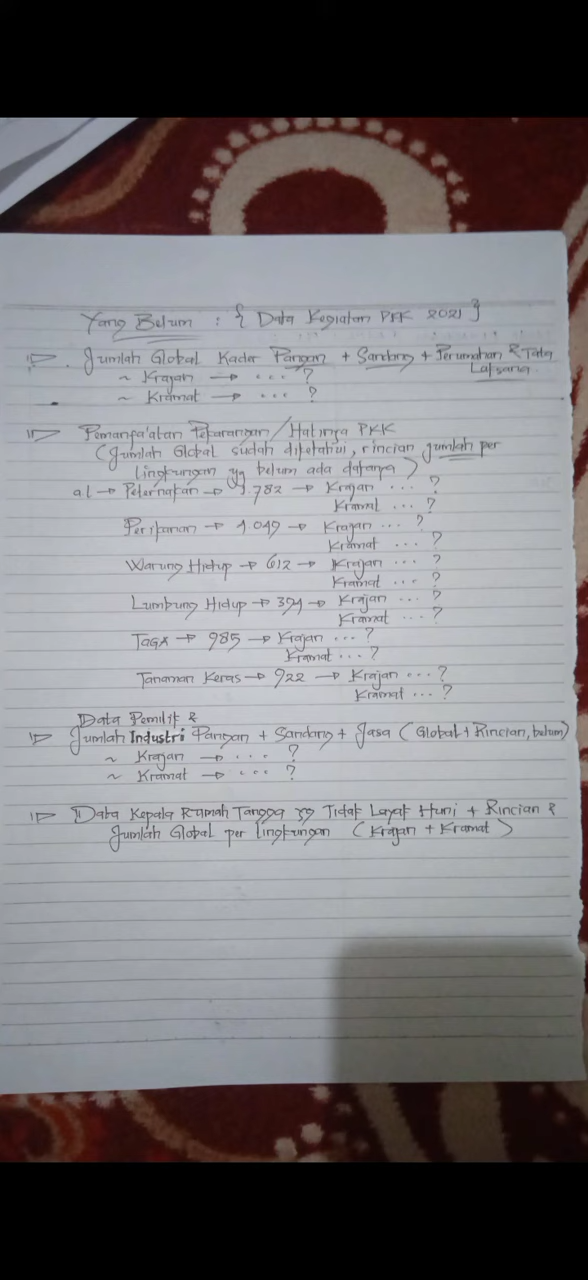 Yang Belum : { Data Kegiatan PKK 2021 }
Jumlah Global Kader Pangan + Sandang + Perumahan & Tata
Laksana
~ Krajan → ... ?
~ Kramat → ... ?
Pemanfa'atan Pekarangan/Hatinya PKK
(Jumlah Global sudah diketahui, rincian jumlah per
lingkungan yg belum ada datanya)
a.l → Peternakan → 1.782 → Krajan ... ?
Kramat ... ?
Perikanan → 1.049 → Krajan ... ?
Kramat ... ?
Warung Hidup → 612 → Krajan ... ?
Kramat ... ?
Lumbung Hidup → 394 → Krajan ... ?
Kramat ... ?
Toga → 985 → Krajan ... ?
Kramat ... ?
Tanaman Keras → 922 → Krajan ... ?
Kramat ... ?
Data Pemilik &
Jumlah Industri Pangan + Sandang + Jasa (Global + Rincian, belum)
~ Krajan → ... ?
~ Kramat → ... ?
Data Kepala Rumah Tangga yg Tidak Layak Huni + Rincian &
Jumlah Global per lingkungan (Krajan + Kramat)